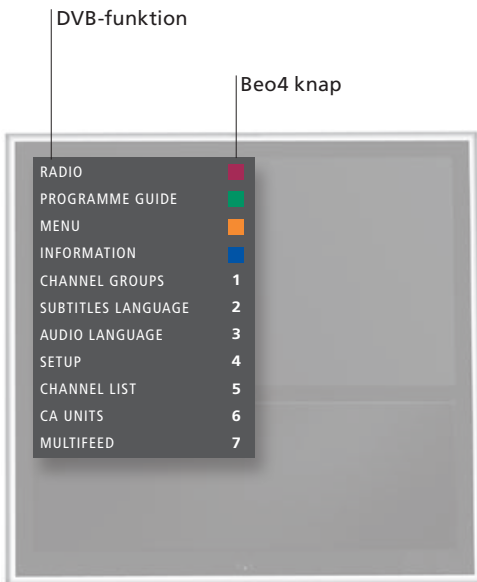 DVB-funktion
Beo4 knap
RADIO
PROGRAMME GUIDE
MENU
INFORMATION
CHANNEL GROUPS 1
SUBTITLES LANGUAGE 2
AUDIO LANGUAGE 3
SETUP 4
CHANNEL LIST 5
CA UNITS 6
MULTIFEED 7